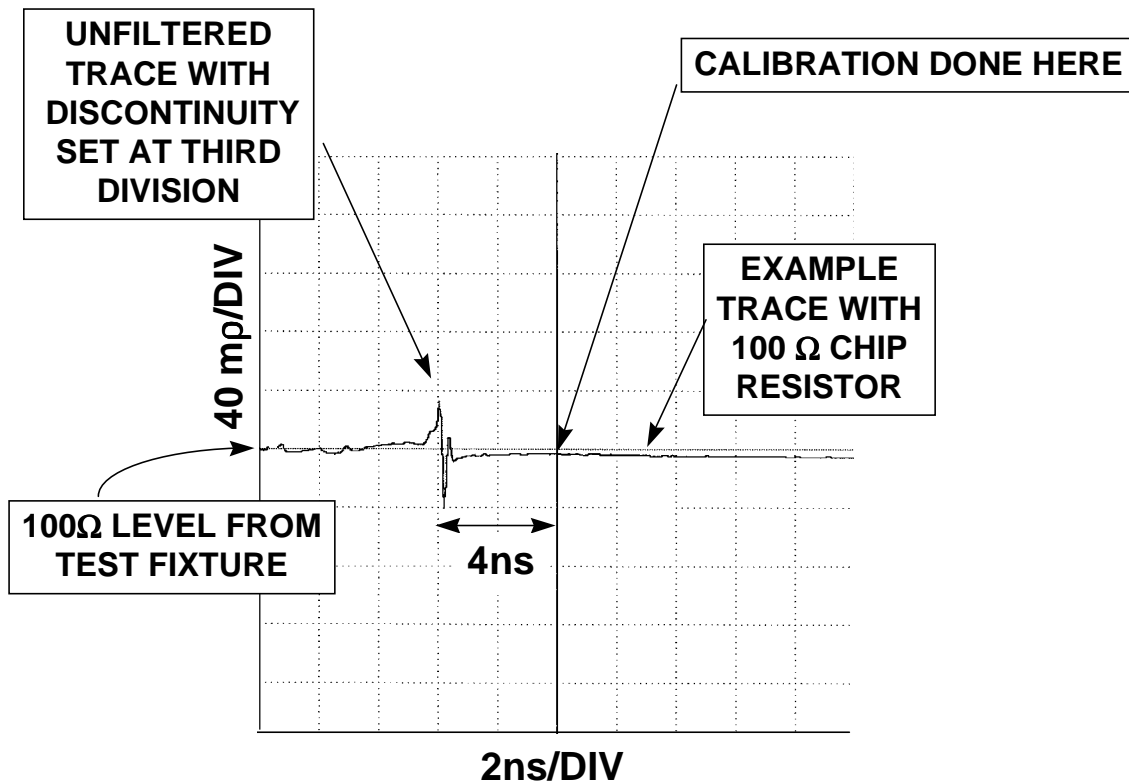 UNFILTERED
TRACE WITH
DISCONTINUITY
SET AT THIRD
DIVISION
CALIBRATION DONE HERE
40 mρ/DIV
EXAMPLE
TRACE WITH
100 Ω CHIP
RESISTOR
100Ω LEVEL FROM
TEST FIXTURE
4ns
2ns/DIV